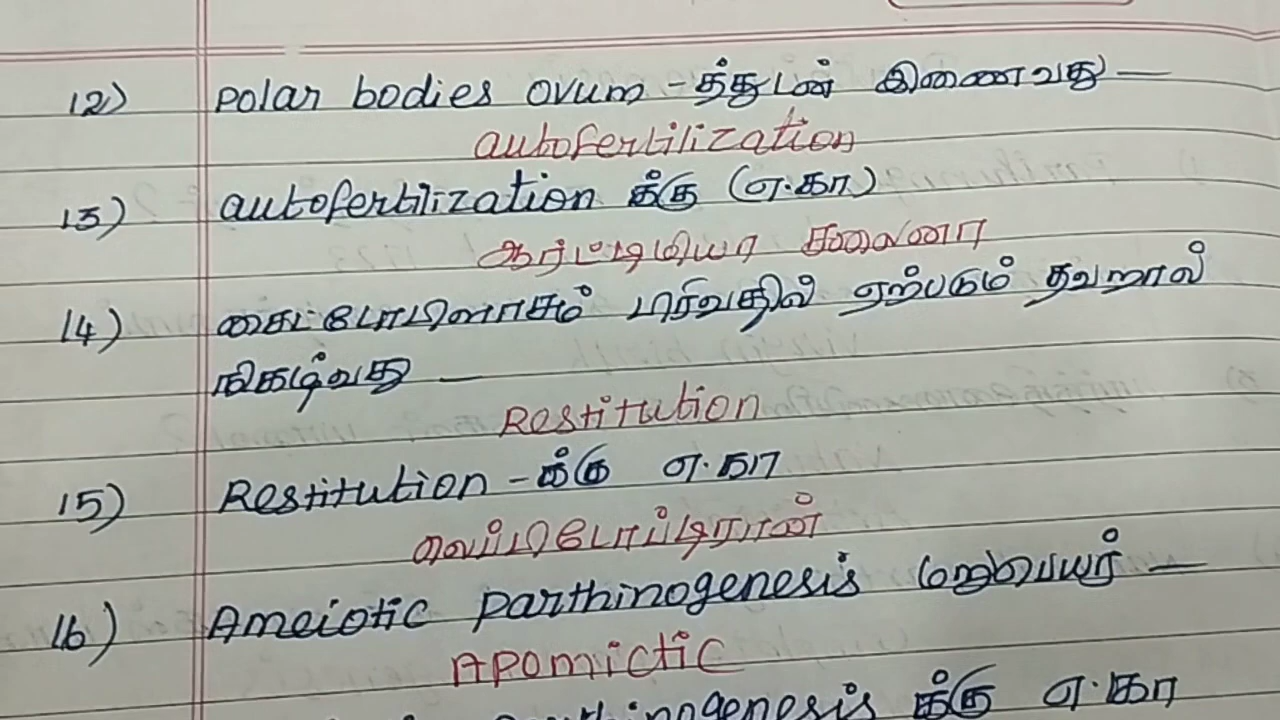 12) Polar bodies ovum - த்துடன் இணைவது —
autofertilization
13) autofertilization க்கு (எ.கா)
ஆர்ட்டிமியா சலைனா
14) சைட்டோபிளாசம் பிரிவதில் ஏற்படும் தவறால்
நிகழ்வது —
Restitution
15) Restitution - க்கு எ.கா
லெப்பிடோப்டிரான்
16) Ameiotic parthinogenesis மறுபெயர் —
Apomictic
parthinogenesis க்கு எ.கா